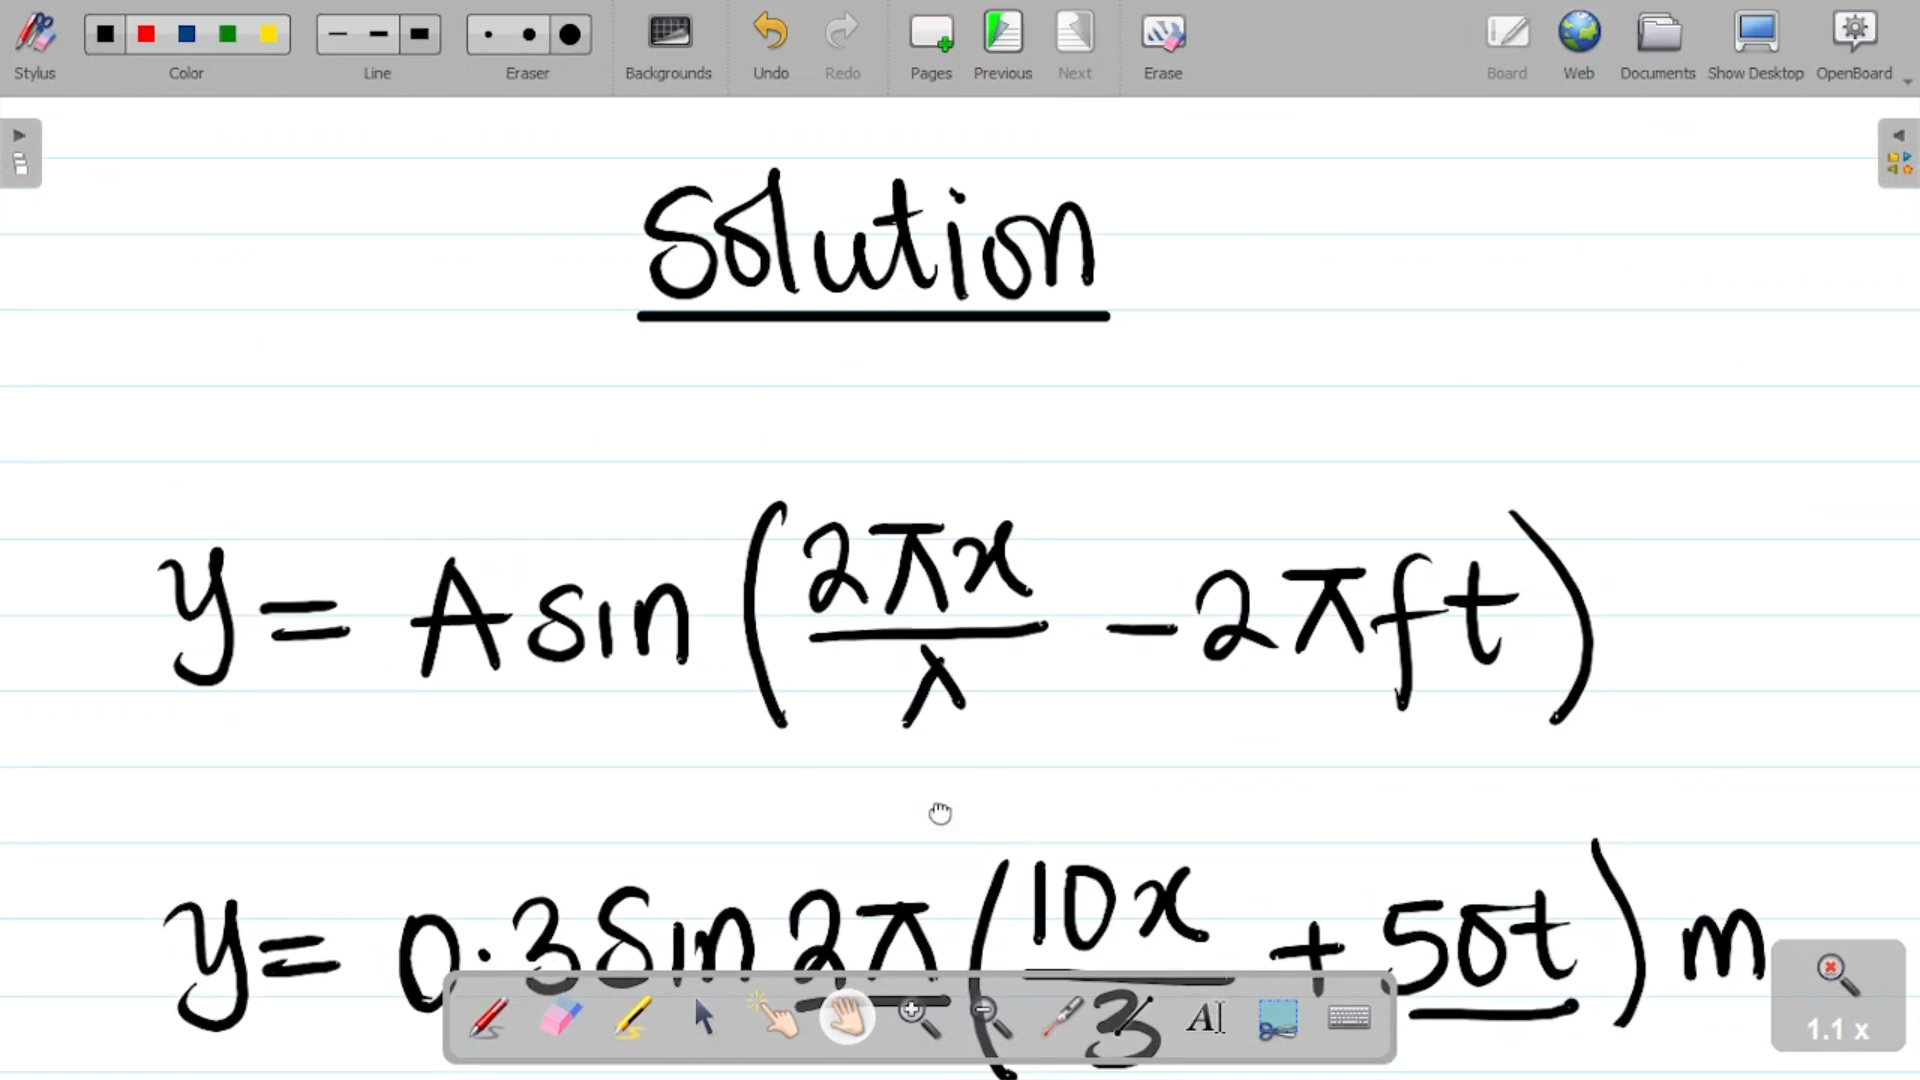 Stylus Color Line Eraser Backgrounds Undo Redo Pages Previous Next Erase Board Web Documents Show Desktop OpenBoard
Solution
y = A sin (2πx/λ - 2πft)
y = 0.3 sin 2π (10x/3 + 50t) m
1.1 x